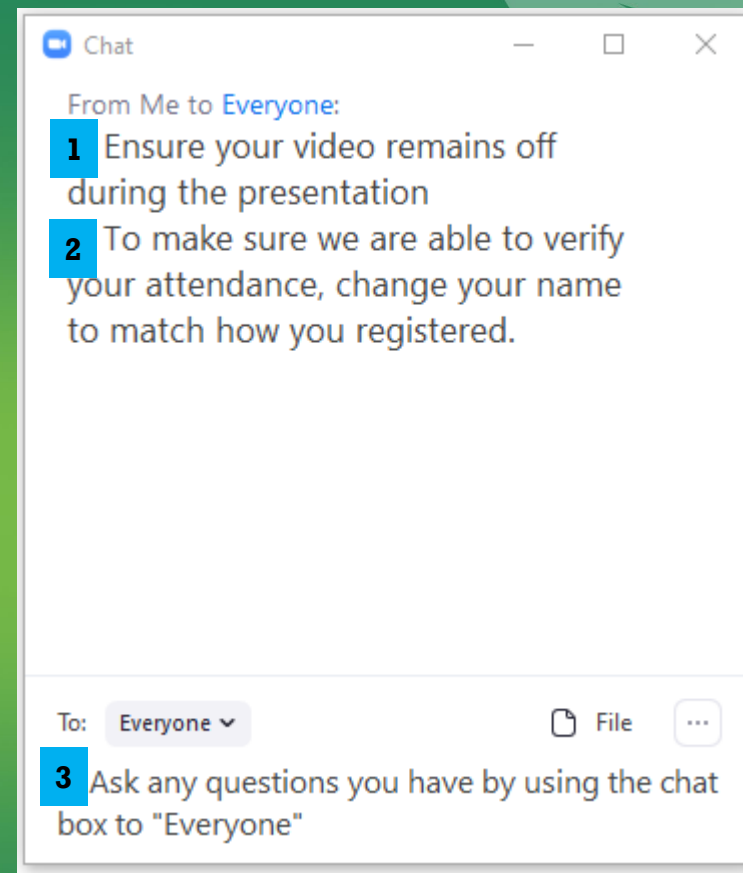 Chat
From Me to Everyone:
1 Ensure your video remains off
during the presentation
2 To make sure we are able to verify
your attendance, change your name
to match how you registered.
To: Everyone File ...
3 Ask any questions you have by using the chat
box to "Everyone"